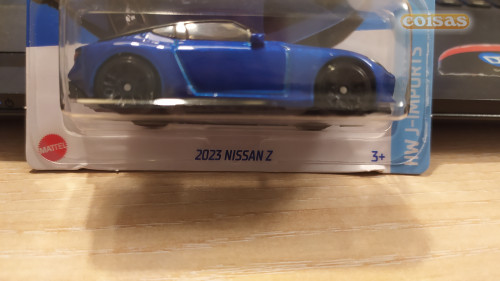 coisas
MATTEL
2023 NISSAN Z
3+
HW J-IMPORTS